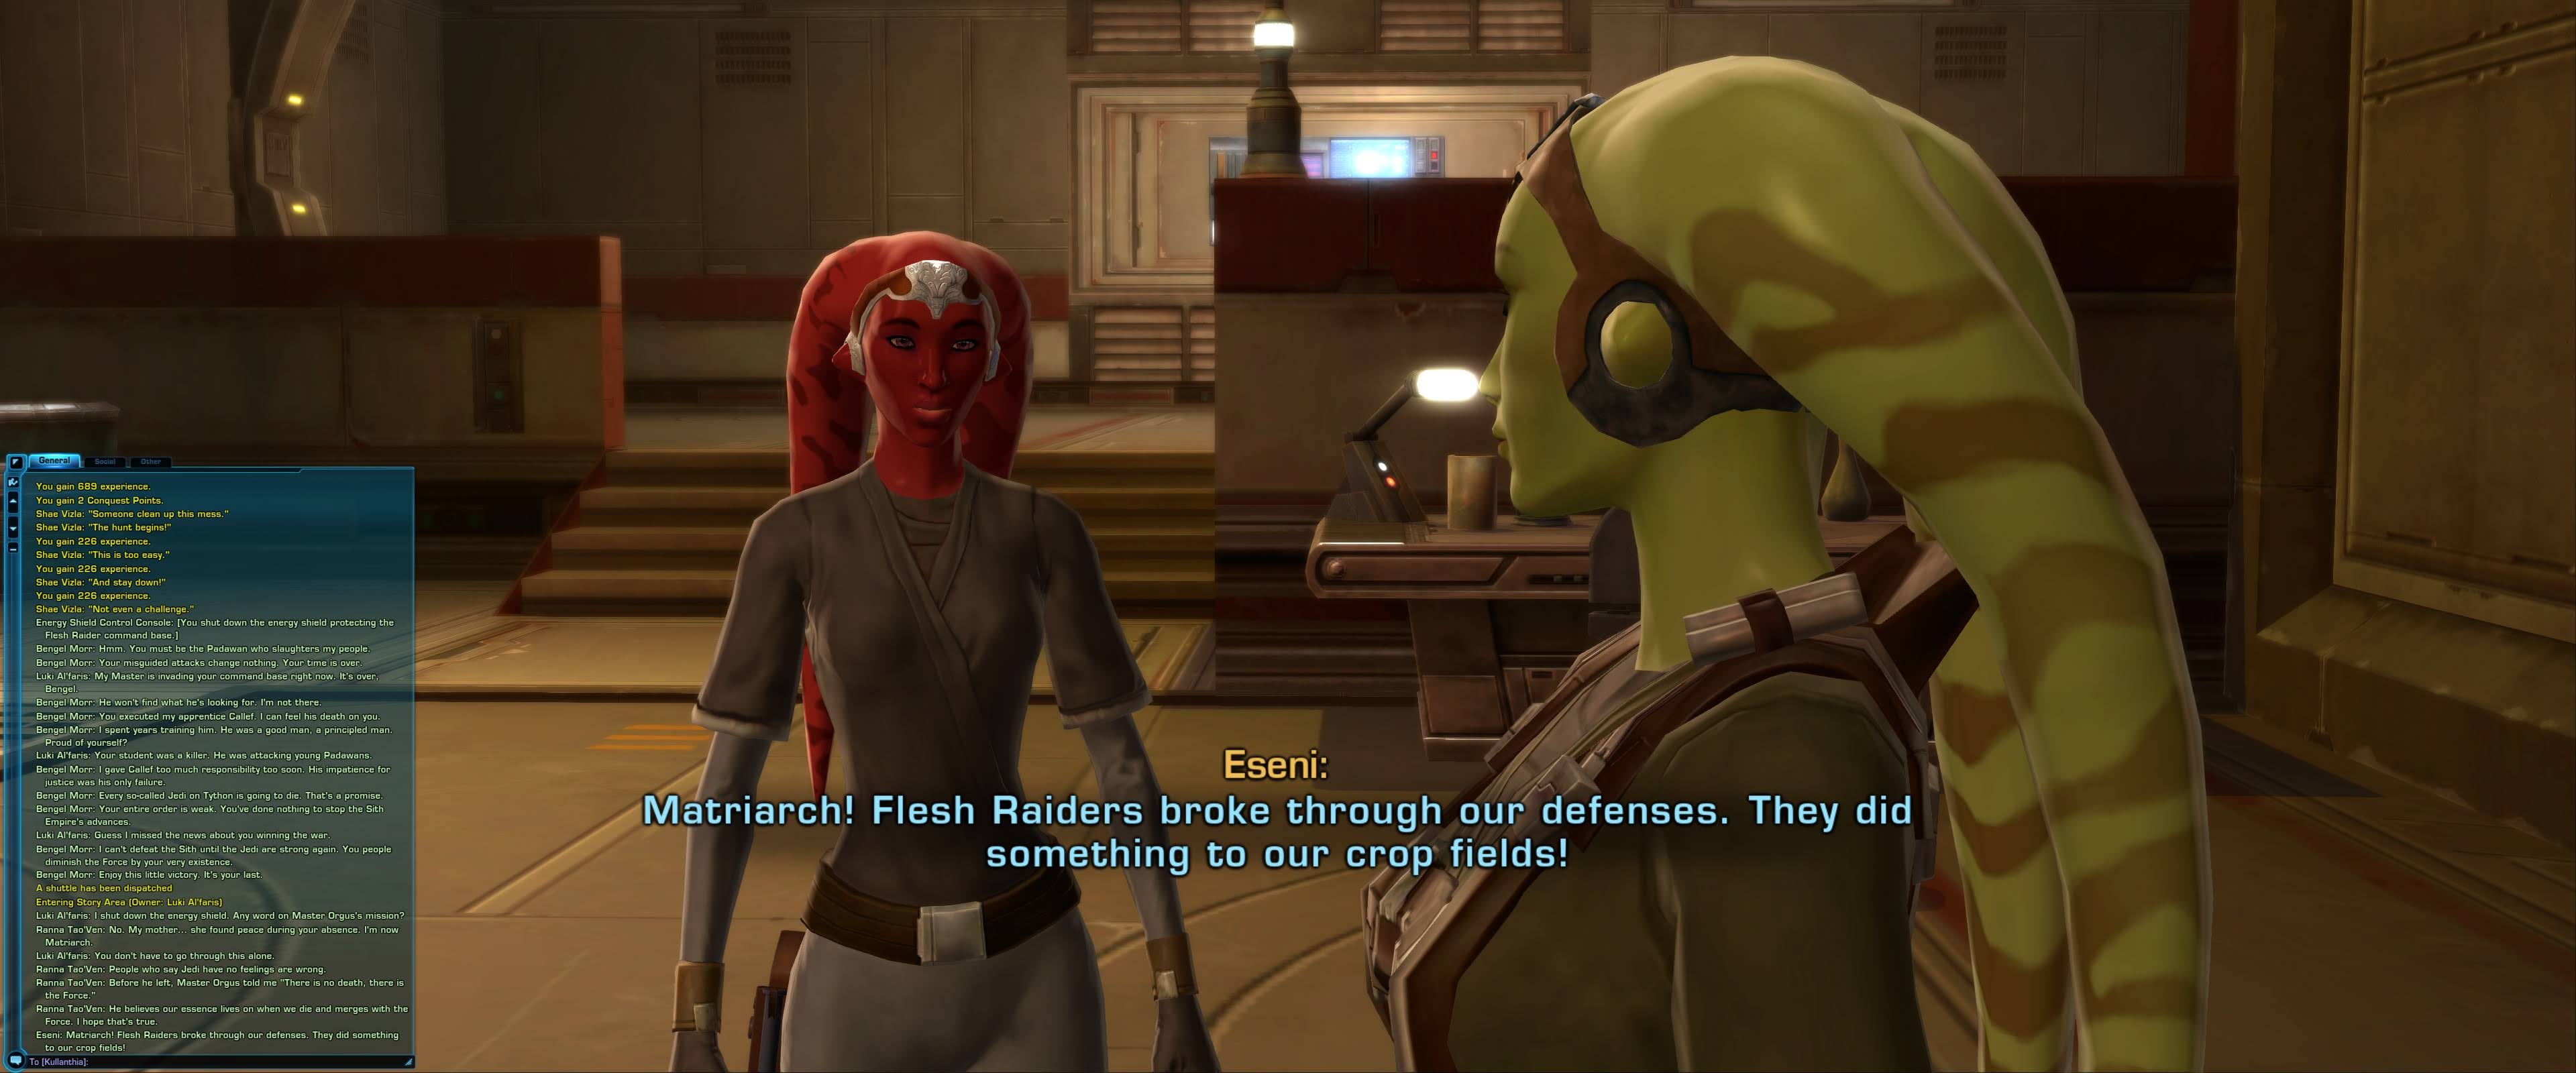 General Social Other
You gain 689 experience.
You gain 2 Conquest Points.
Shae Vizla: "Someone clean up this mess."
Shae Vizla: "The hunt begins!"
You gain 226 experience.
Shae Vizla: "This is too easy."
You gain 226 experience.
Shae Vizla: "And stay down!"
You gain 226 experience.
Shae Vizla: "Not even a challenge."
Energy Shield Control Console: [You shut down the energy shield protecting the
Flesh Raider command base.]
Bengel Morr: Hmm. You must be the Padawan who slaughters my people.
Bengel Morr: Your misguided attacks change nothing. Your time is over.
Luki Al'faris: My Master is invading your command base right now. It's over,
Bengel.
Bengel Morr: He won't find what he's looking for. I'm not there.
Bengel Morr: You executed my apprentice Callef. I can feel his death on you.
Bengel Morr: I spent years training him. He was a good man, a principled man.
Proud of yourself?
Luki Al'faris: Your student was a killer. He was attacking young Padawans.
Bengel Morr: I gave Callef too much responsibility too soon. His impatience for
justice was his only failure.
Bengel Morr: Every so-called Jedi on Tython is going to die. That's a promise.
Bengel Morr: Your entire order is weak. You've done nothing to stop the Sith
Empire's advances.
Luki Al'faris: Guess I missed the news about you winning the war.
Bengel Morr: I can't defeat the Sith until the Jedi are strong again. You people
diminish the Force by your very existence.
Bengel Morr: Enjoy this little victory. It's your last.
A shuttle has been dispatched
Entering Story Area (Owner: Luki Al'faris)
Luki Al'faris: I shut down the energy shield. Any word on Master Orgus's mission?
Ranna Tao'Ven: No. My mother... she found peace during your absence. I'm now
Matriarch.
Luki Al'faris: You don't have to go through this alone.
Ranna Tao'Ven: People who say Jedi have no feelings are wrong.
Ranna Tao'Ven: Before he left, Master Orgus told me "There is no death, there is
the Force."
Ranna Tao'Ven: He believes our essence lives on when we die and merges with the
Force. I hope that's true.
Eseni: Matriarch! Flesh Raiders broke through our defenses. They did something
to our crop fields!
To [Kullanthia]:
Eseni:
Matriarch! Flesh Raiders broke through our defenses. They did
something to our crop fields!